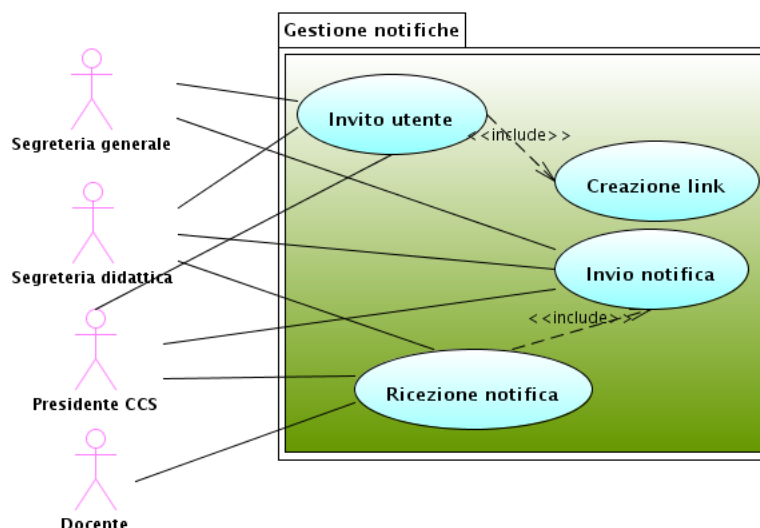 Gestione notifiche
Segreteria generale
Invito utente
<<include>>
Creazione link
Segreteria didattica
Invio notifica
<<include>>
Presidente CCS
Ricezione notifica
Docente